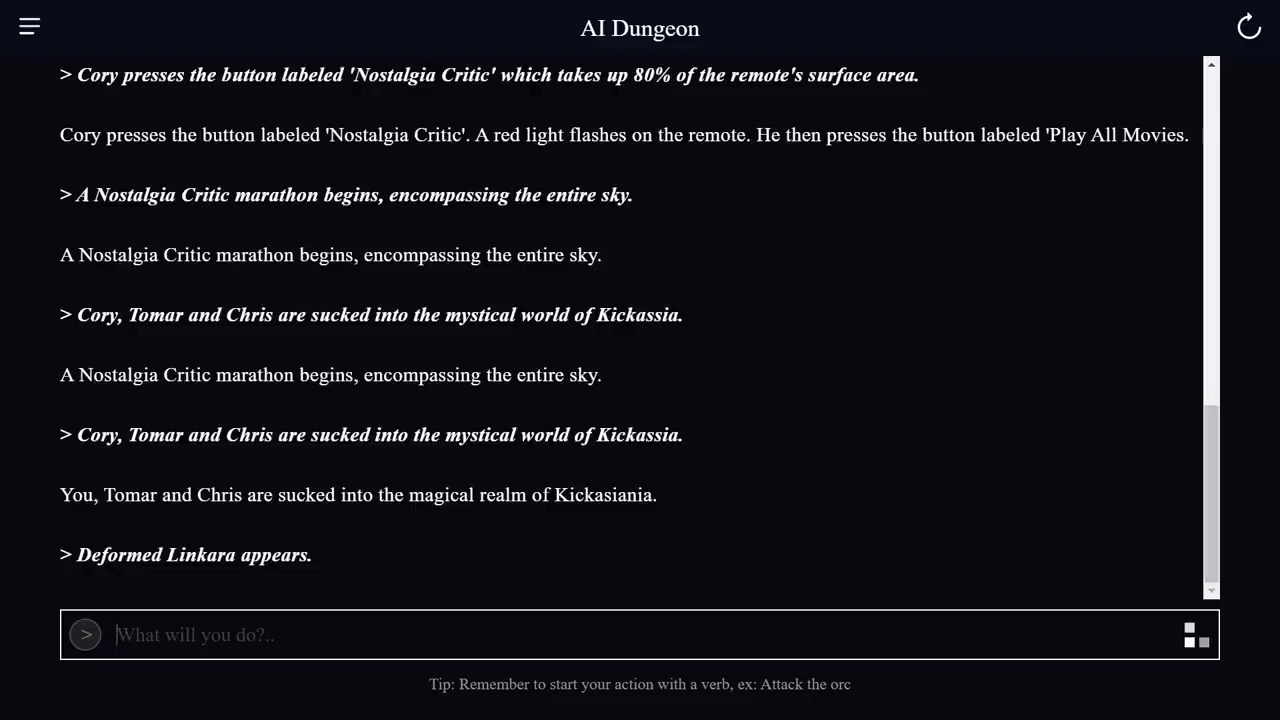 AI Dungeon
> Cory presses the button labeled 'Nostalgia Critic' which takes up 80% of the remote's surface area.
Cory presses the button labeled 'Nostalgia Critic'. A red light flashes on the remote. He then presses the button labeled 'Play All Movies.
> A Nostalgia Critic marathon begins, encompassing the entire sky.
A Nostalgia Critic marathon begins, encompassing the entire sky.
> Cory, Tomar and Chris are sucked into the mystical world of Kickassia.
A Nostalgia Critic marathon begins, encompassing the entire sky.
> Cory, Tomar and Chris are sucked into the mystical world of Kickassia.
You, Tomar and Chris are sucked into the magical realm of Kickasiania.
> Deformed Linkara appears.
> What will you do?..
Tip: Remember to start your action with a verb, ex: Attack the orc